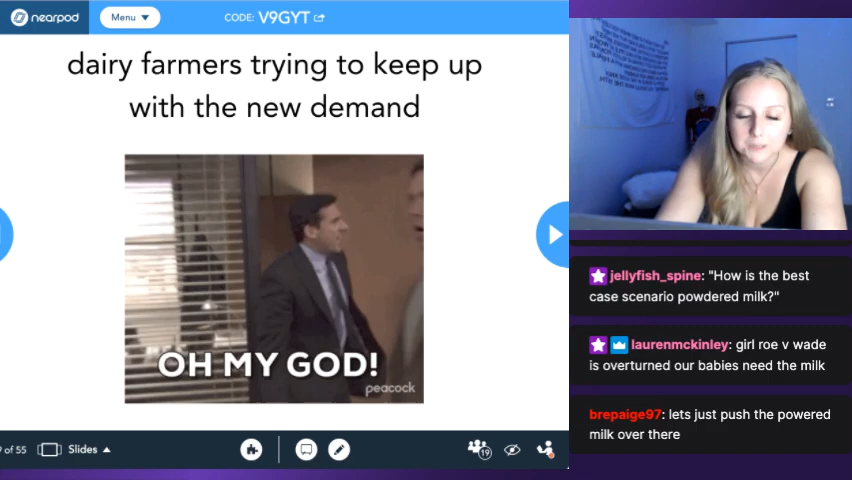 nearpod
Menu
CODE: V9GYT
dairy farmers trying to keep up
with the new demand
OH MY GOD!
peacock
of 55
Slides
19
jellyfish_spine: "How is the best
case scenario powdered milk?"
laurenmckinley: girl roe v wade
is overturned our babies need the milk
brepaige97: lets just push the powered
milk over there